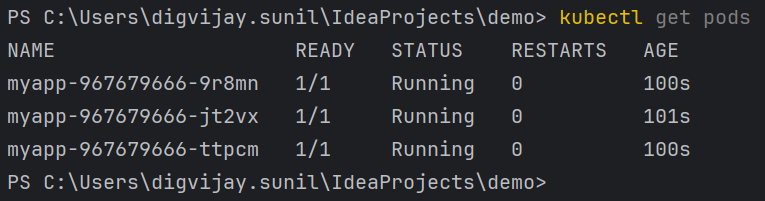 PS C:\Users\digvijay.sunil\IdeaProjects\demo> kubectl get pods
NAME                    READY   STATUS    RESTARTS   AGE
myapp-967679666-9r8mn   1/1     Running   0          100s
myapp-967679666-jt2vx   1/1     Running   0          101s
myapp-967679666-ttpcm   1/1     Running   0          100s
PS C:\Users\digvijay.sunil\IdeaProjects\demo>